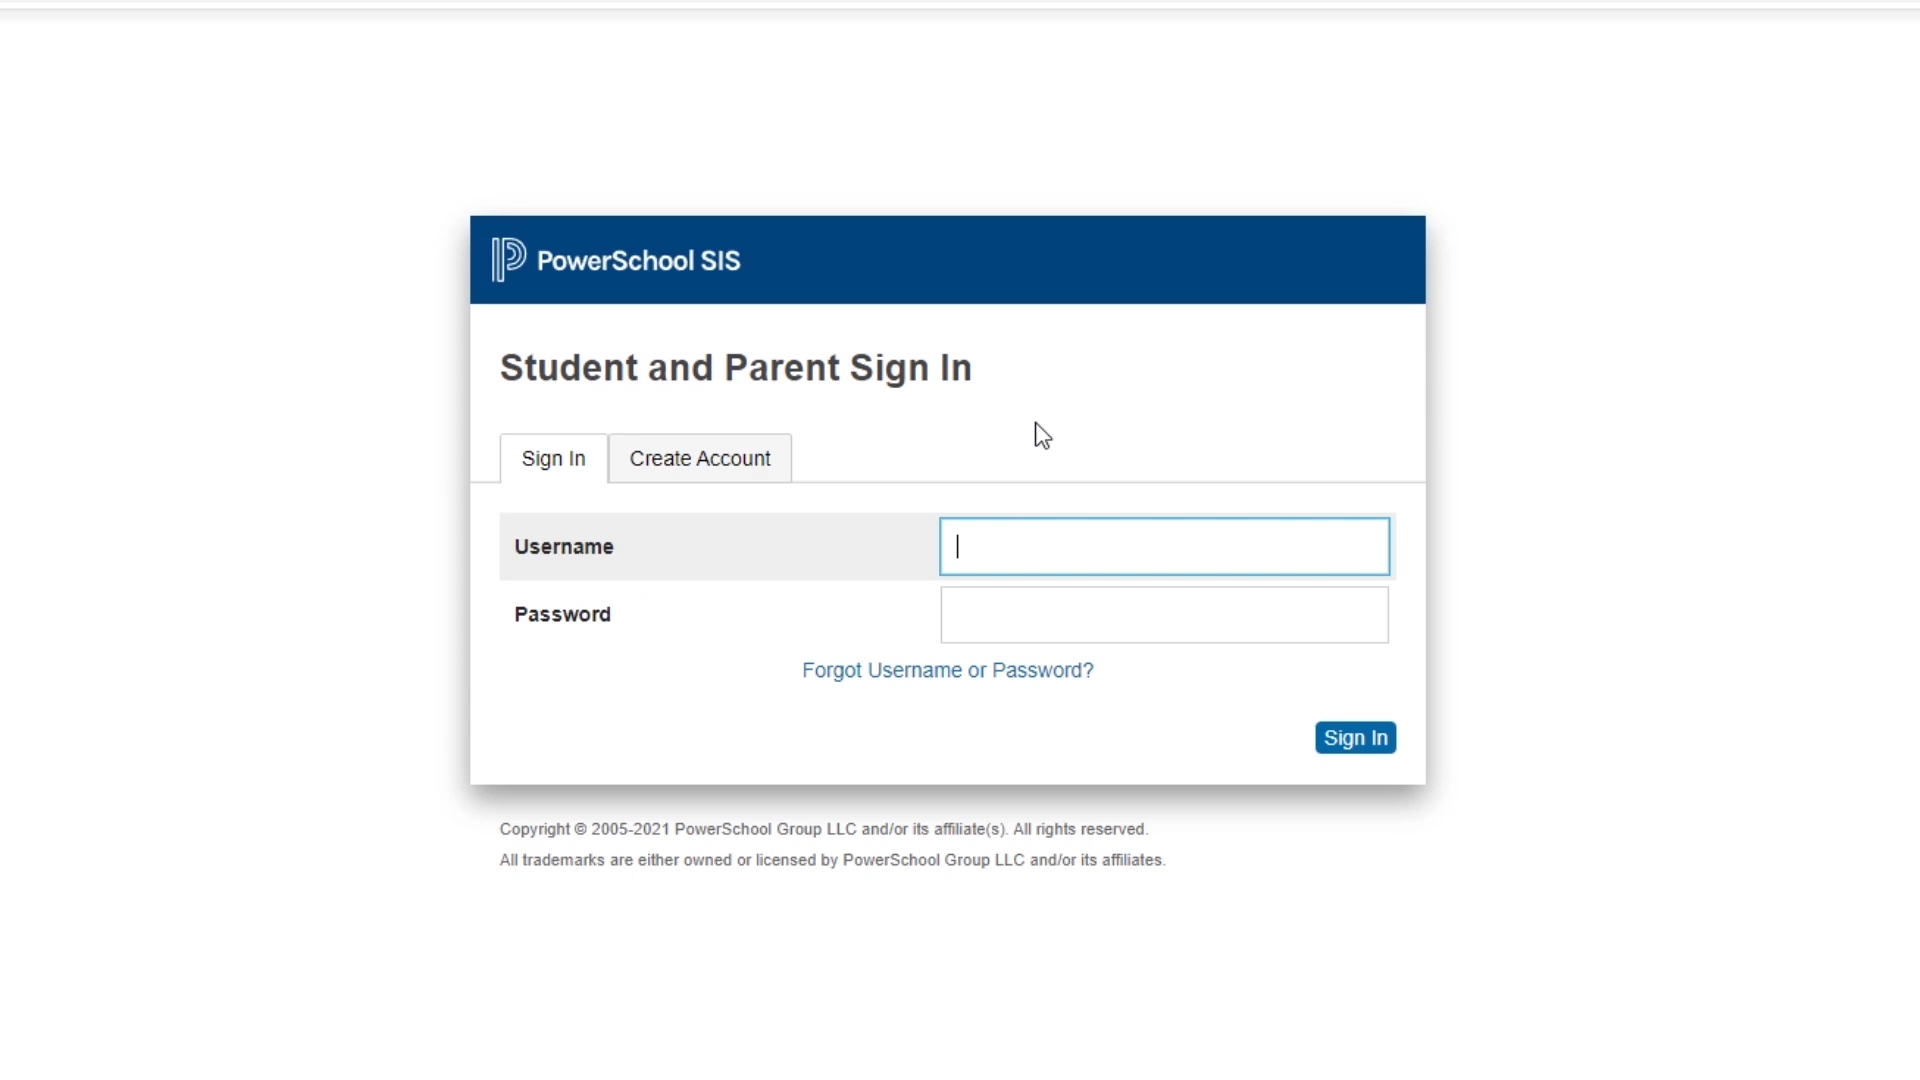 PowerSchool SIS
Student and Parent Sign In
Sign In
Create Account
Username
Password
Forgot Username or Password?
Sign In
Copyright © 2005-2021 PowerSchool Group LLC and/or its affiliate(s). All rights reserved.
All trademarks are either owned or licensed by PowerSchool Group LLC and/or its affiliates.